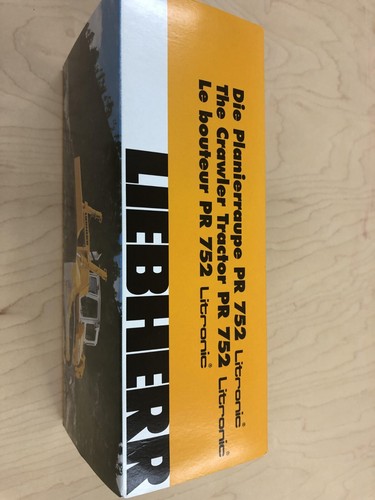 Die Planierraupe PR 752 Litronic®
The Crawler Tractor PR 752 Litronic®
Le bouteur PR 752 Litronic®
LIEBHERR